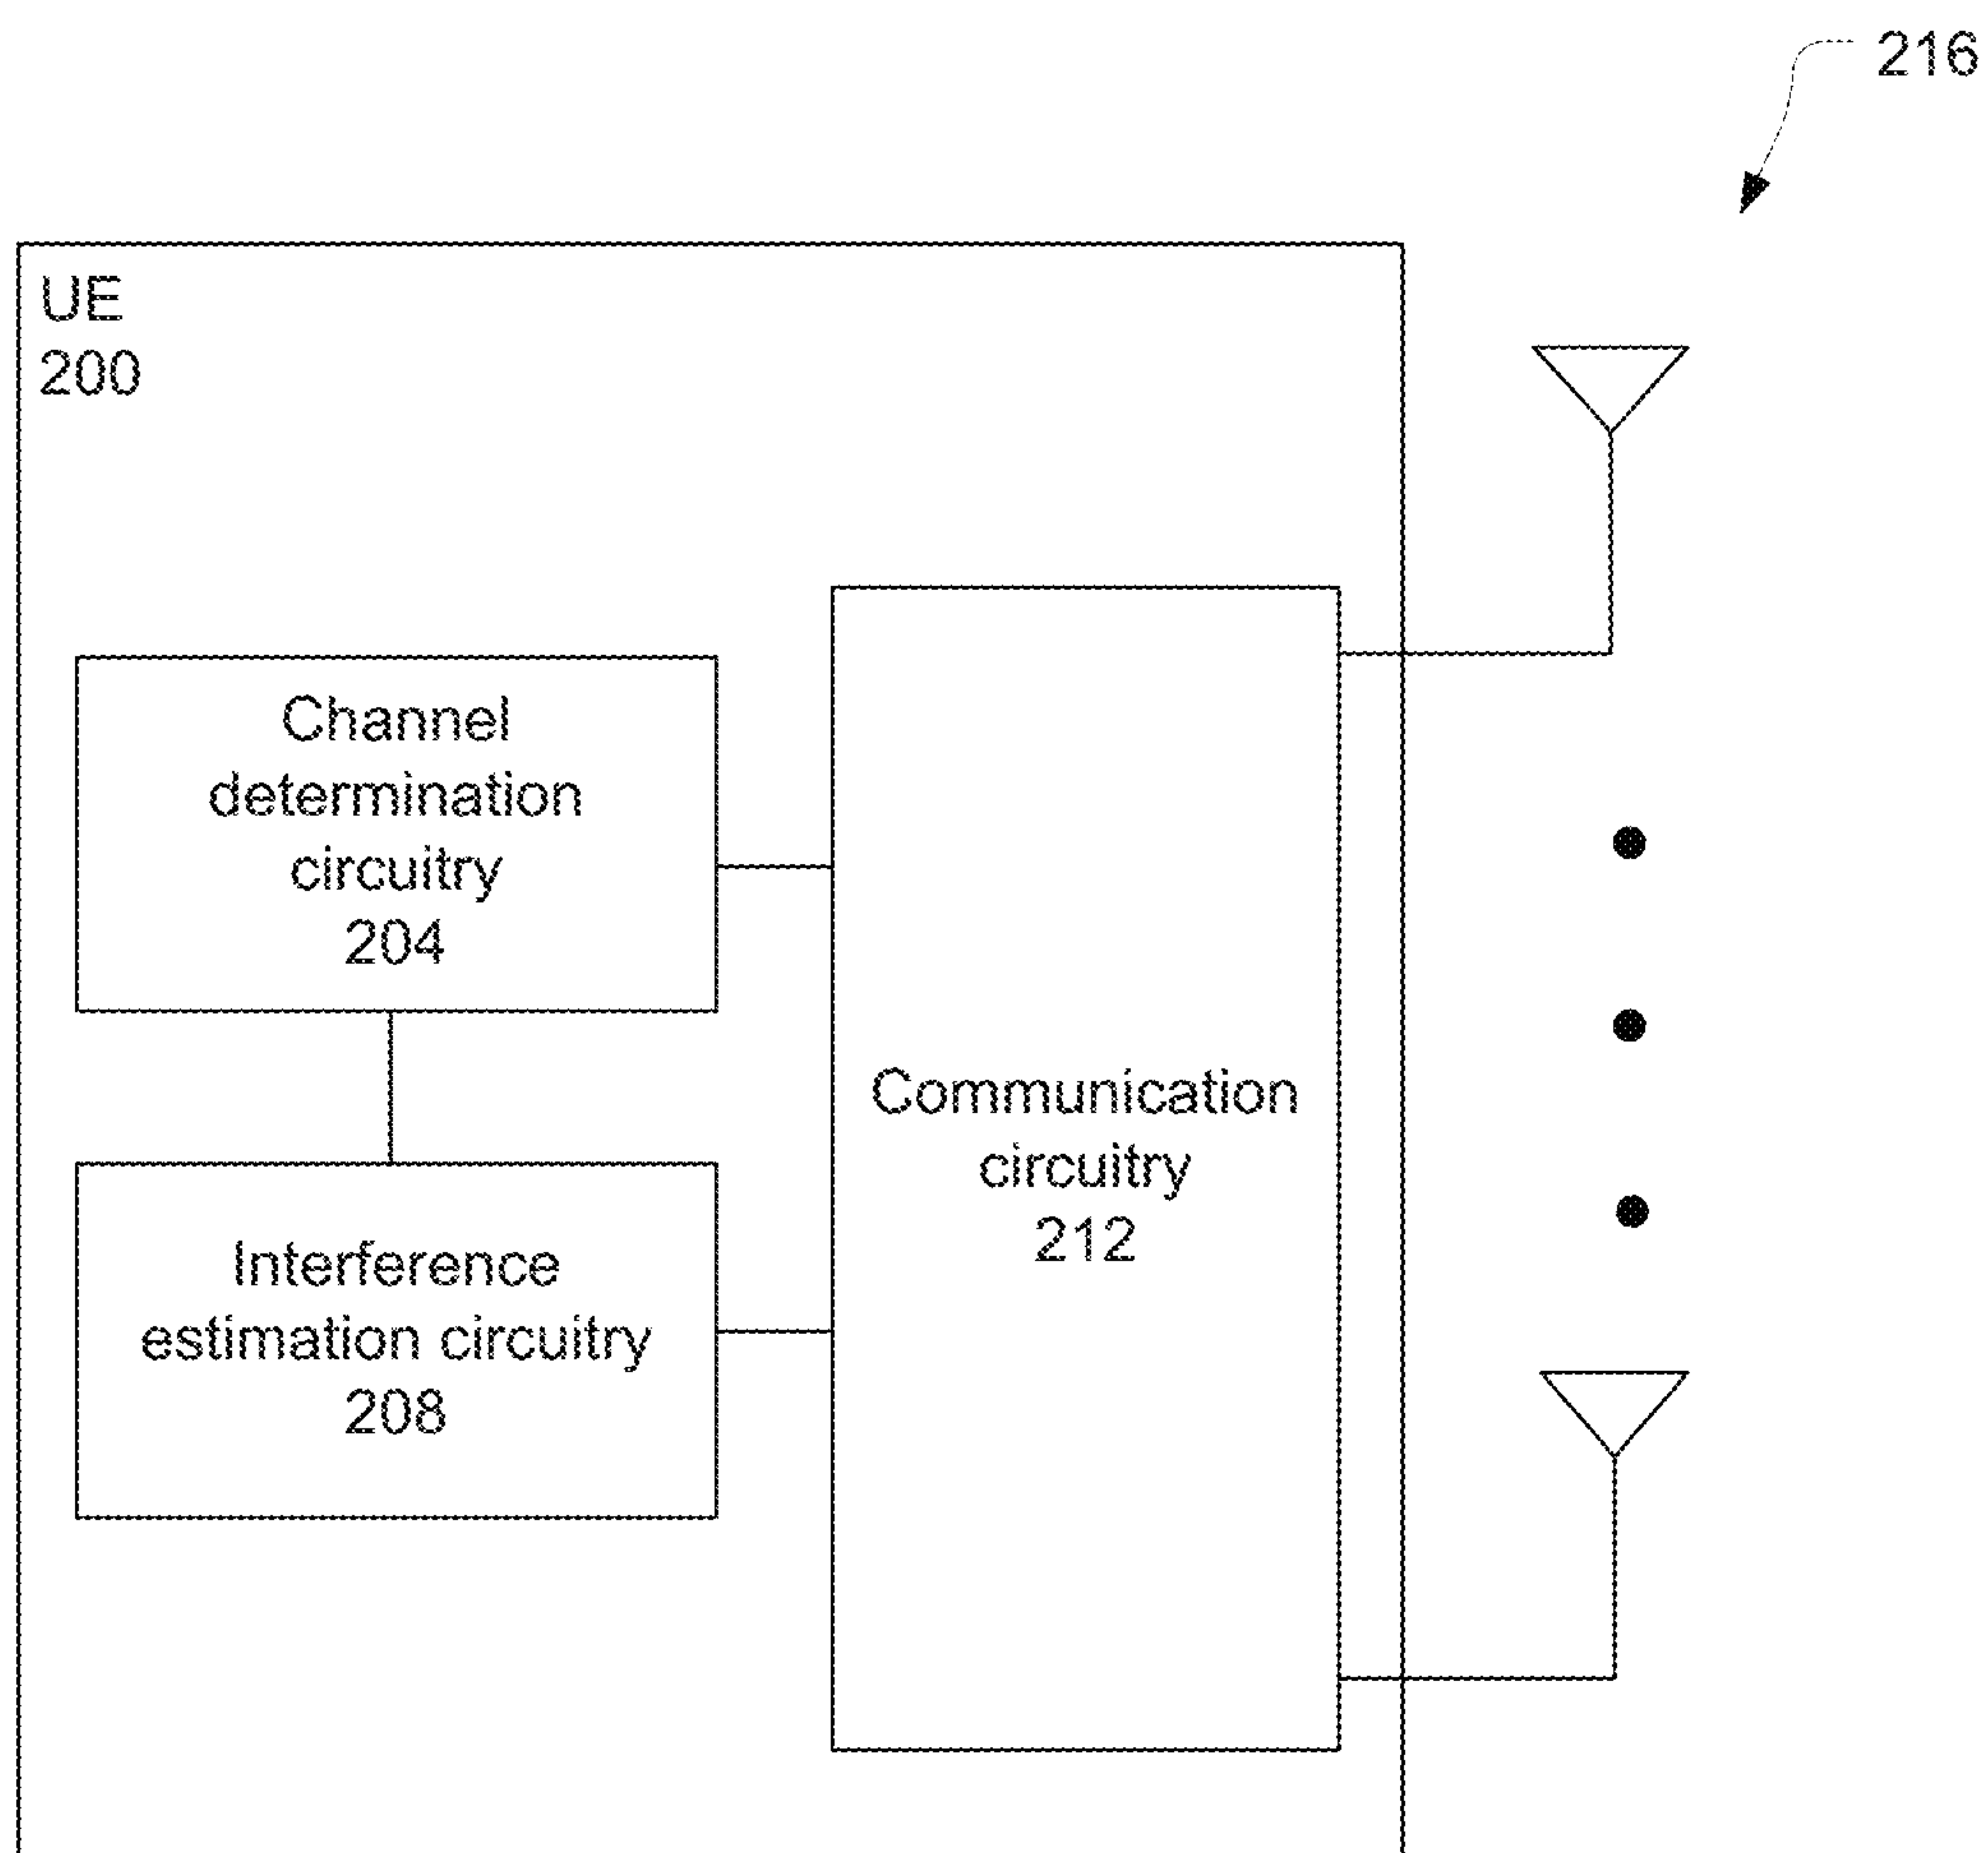 216
UE
200
Channel
determination
circuitry
204
Communication
circuitry
212
Interference
estimation circuitry
208